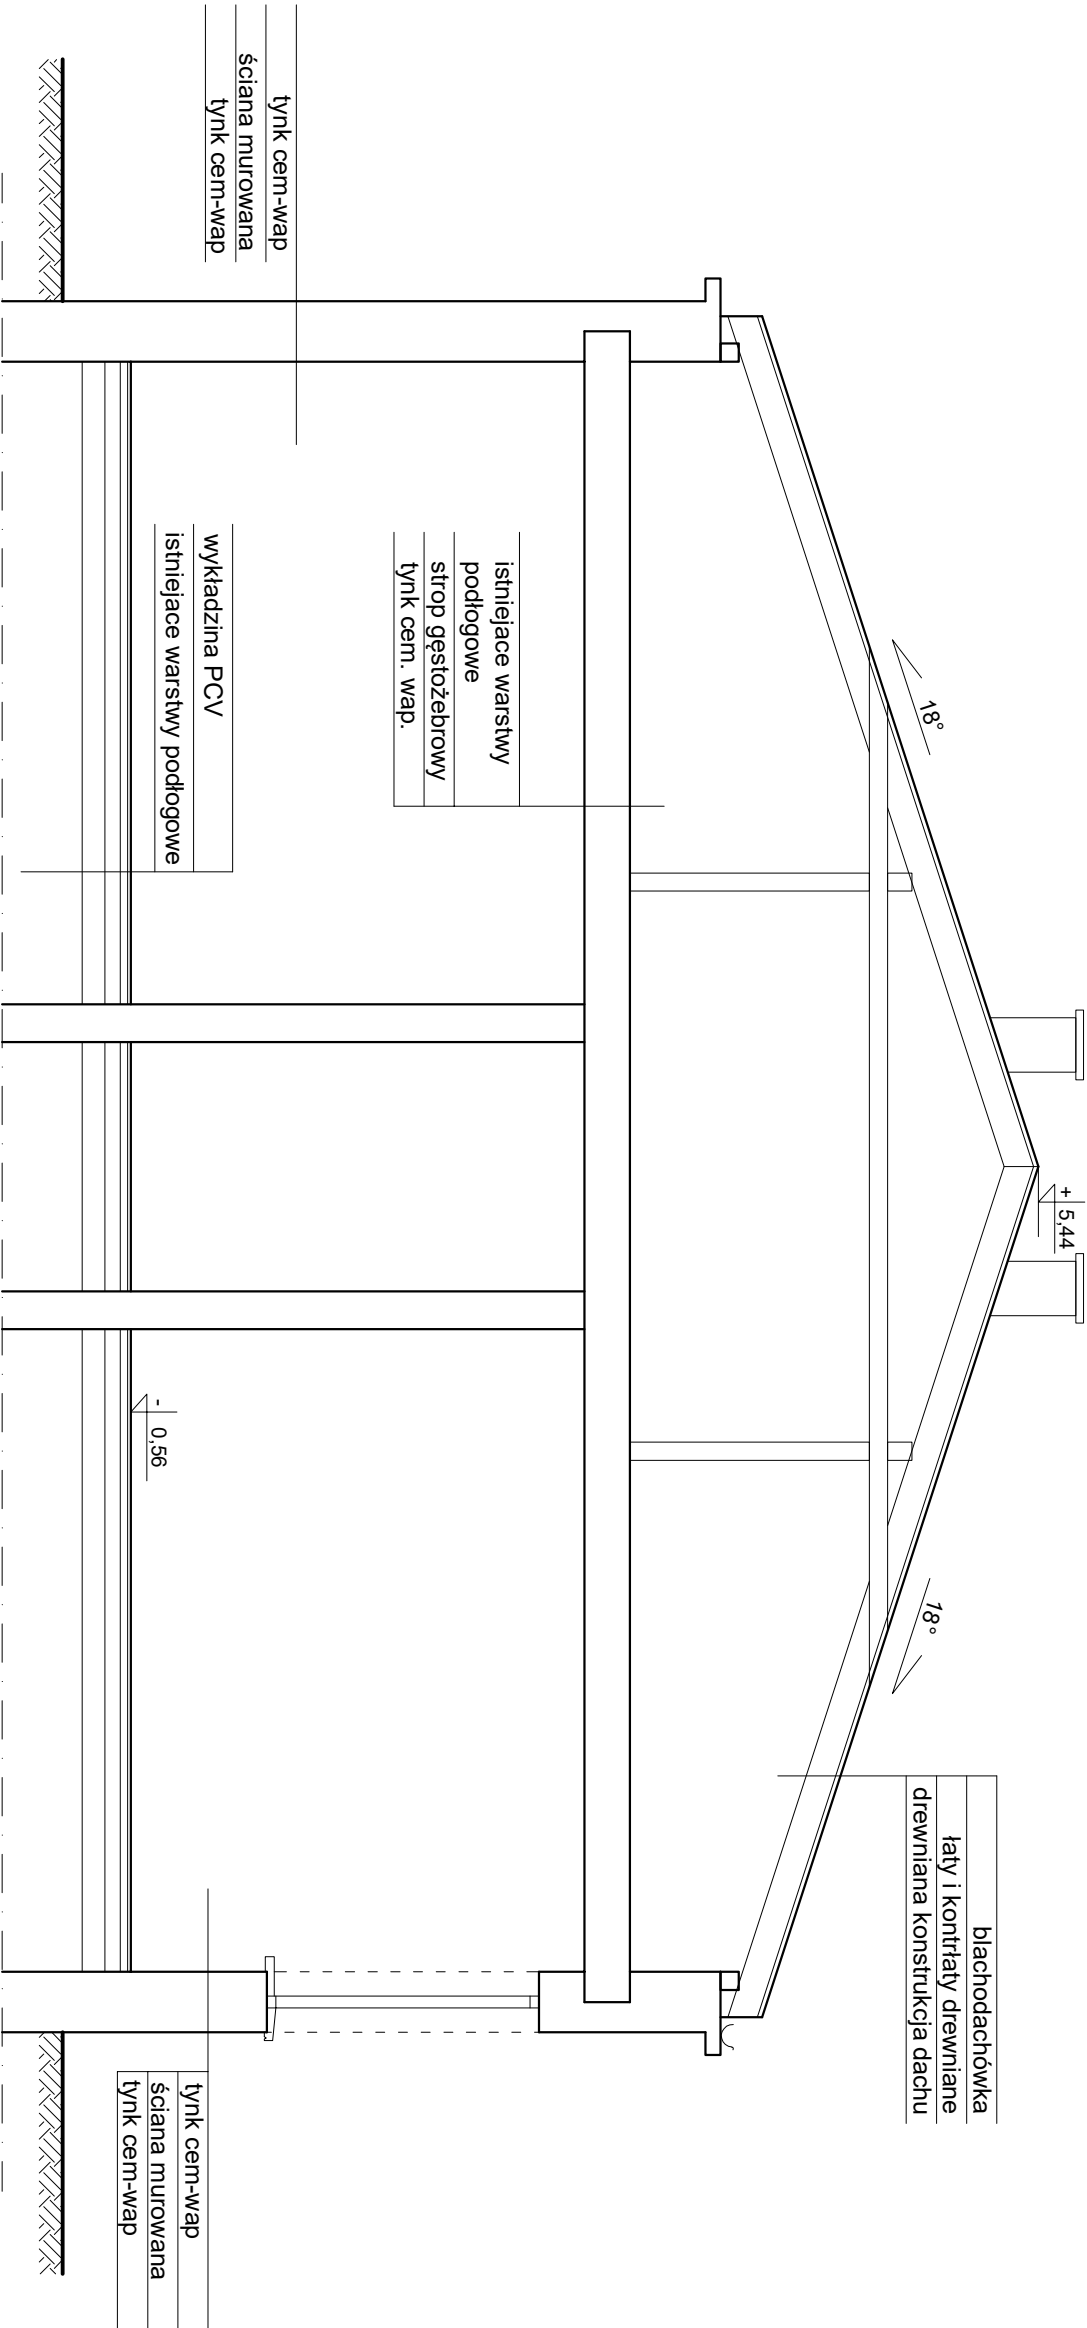 + 5,44
18°
18°
blachodachówka
łaty i kontrłaty drewniane
drewniana konstrukcja dachu
istniejace warstwy
podłogowe
strop gęstożebrowy
tynk cem. wap.
tynk cem-wap
ściana murowana
tynk cem-wap
wykładzina PCV
istniejace warstwy podłogowe
- 0,56
tynk cem-wap
ściana murowana
tynk cem-wap